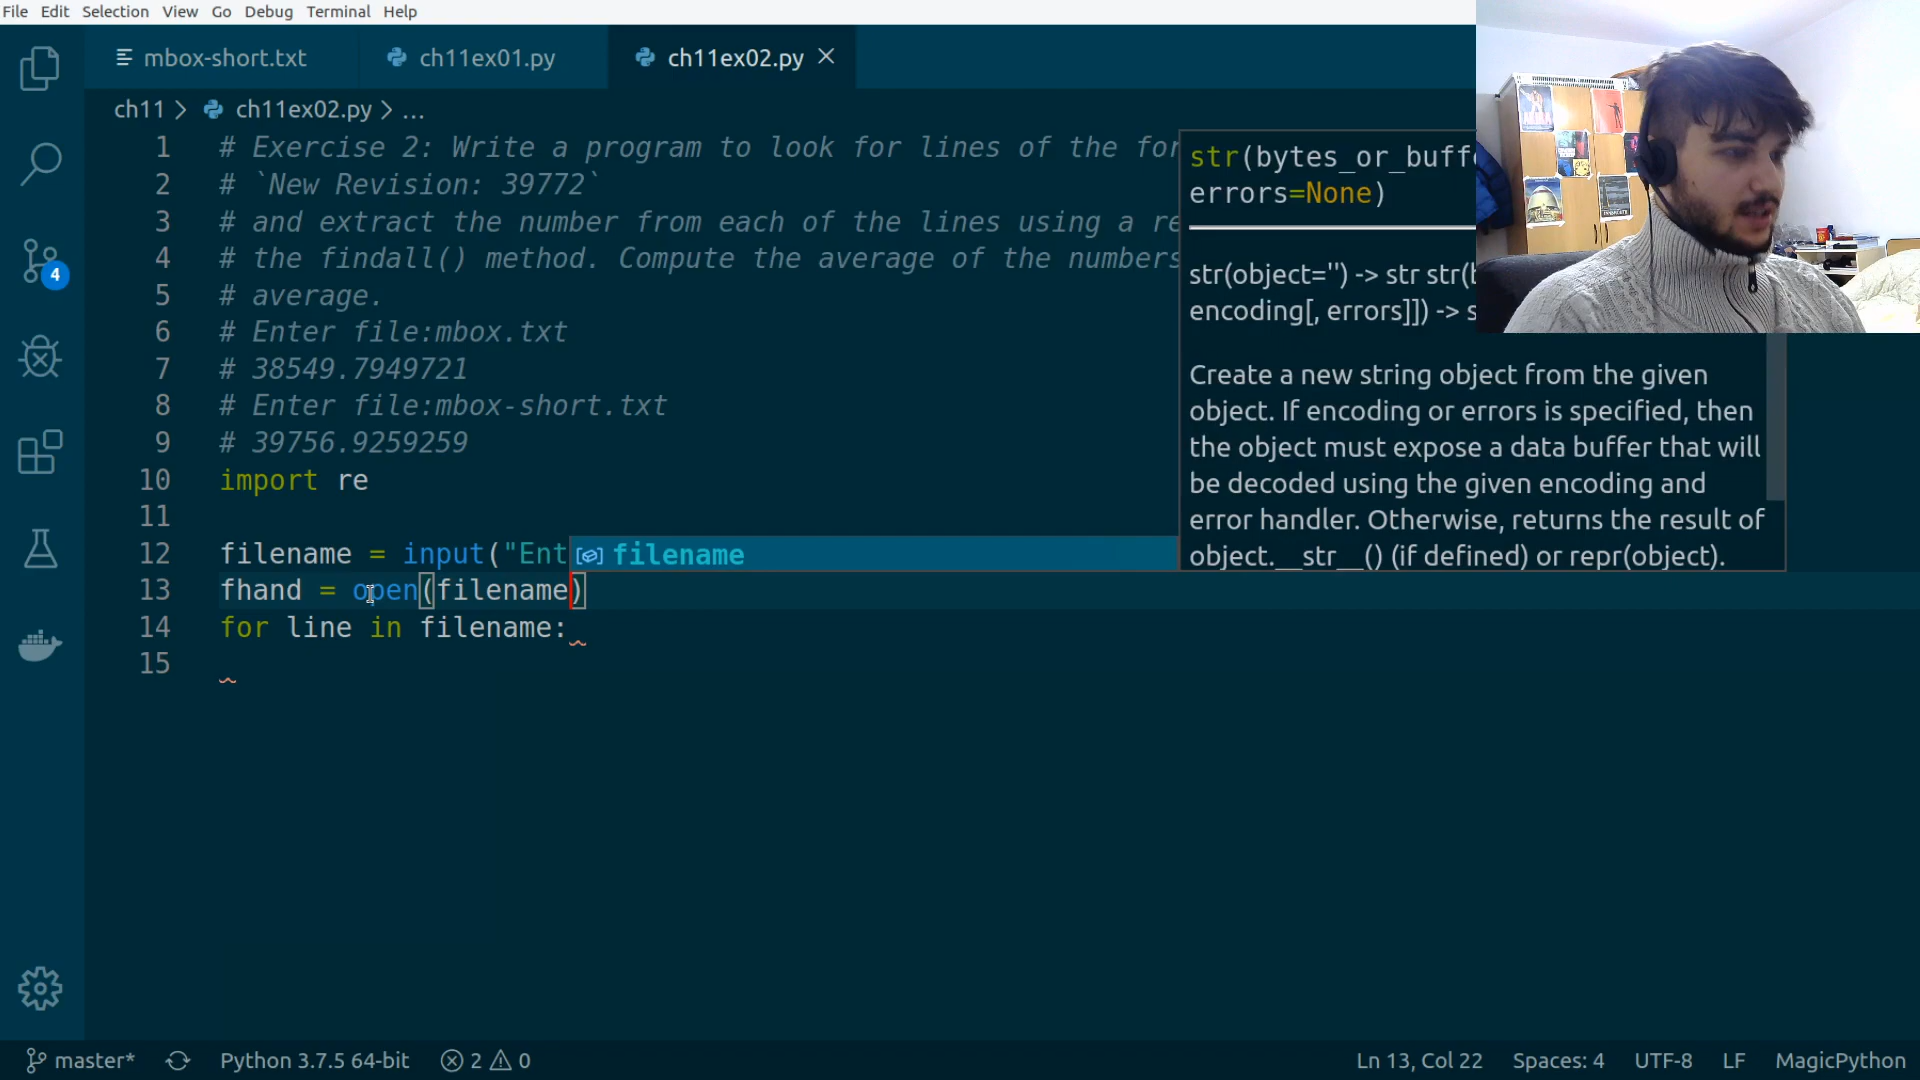 File Edit Selection View Go Debug Terminal Help
mbox-short.txt ch11ex01.py ch11ex02.py
ch11 > ch11ex02.py > ...
1 # Exercise 2: Write a program to look for lines of the for
2 # `New Revision: 39772`
3 # and extract the number from each of the lines using a re
4 # the findall() method. Compute the average of the numbers
5 # average.
6 # Enter file:mbox.txt
7 # 38549.7949721
8 # Enter file:mbox-short.txt
9 # 39756.9259259
10 import re
11
12 filename = input("Ent
13 fhand = open(filename)
14 for line in filename:
15
filename
str(bytes_or_buff
errors=None)
str(object='') -> str str(b
encoding[, errors]]) -> s
Create a new string object from the given
object. If encoding or errors is specified, then
the object must expose a data buffer that will
be decoded using the given encoding and
error handler. Otherwise, returns the result of
object.__str__() (if defined) or repr(object).
4
master* Python 3.7.5 64-bit 2 0 Ln 13, Col 22 Spaces: 4 UTF-8 LF MagicPython